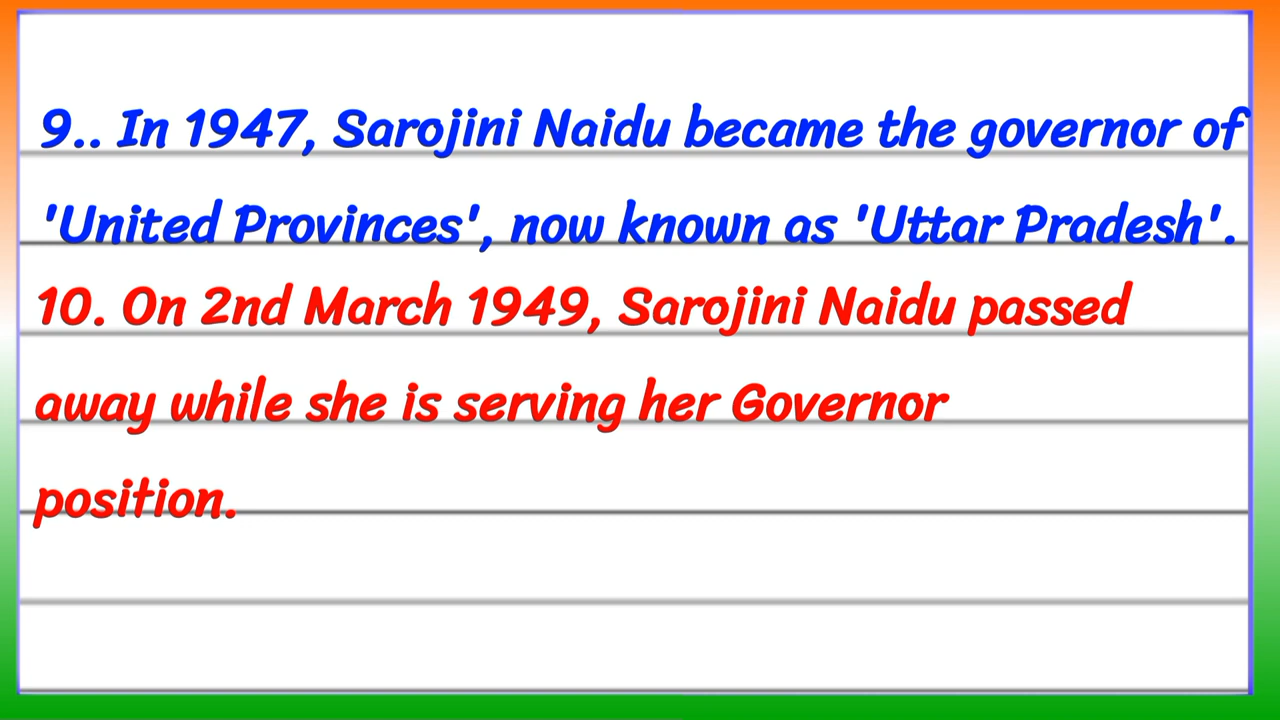 9.. In 1947, Sarojini Naidu became the governor of
'United Provinces', now known as 'Uttar Pradesh'.
10. On 2nd March 1949, Sarojini Naidu passed
away while she is serving her Governor
position.